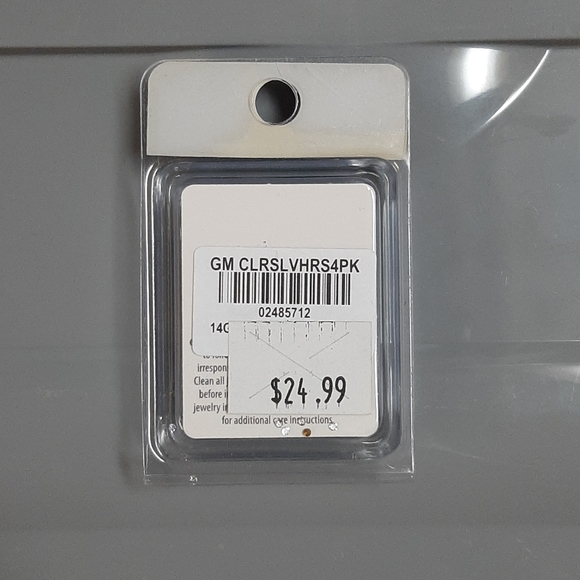 GM CLRSLVHRS4PK
02485712
14G
irrespon
Clean all
$24.99
before i
jewelry i
for additional care instructions.